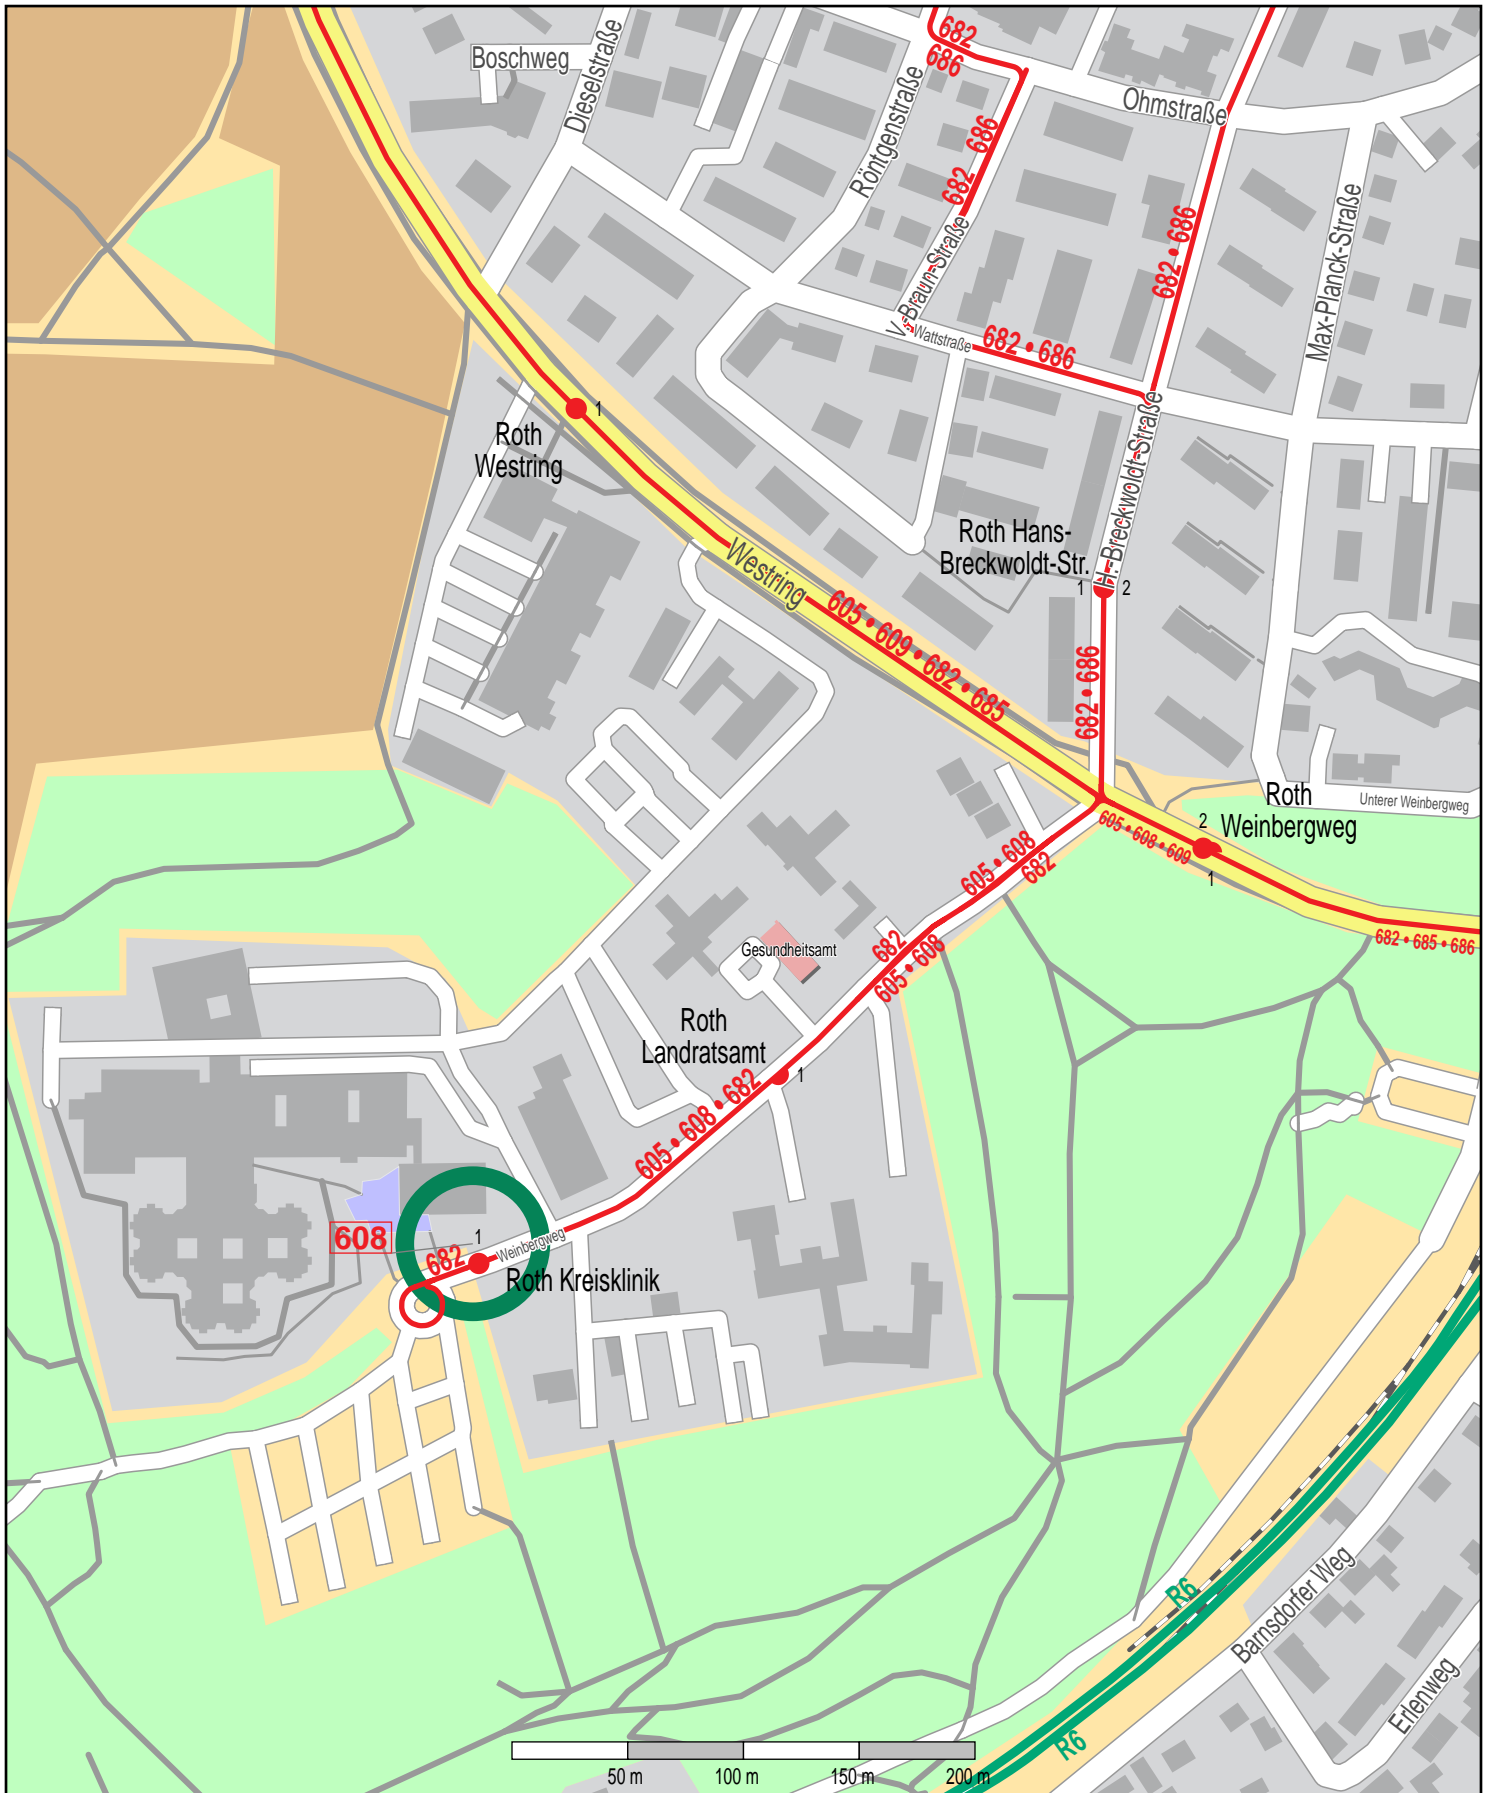 682
686
Boschweg
Dieselstraße
Röntgenstraße
Ohmstraße
682
686
V.-Braun-Straße
Wattstraße
682 • 686
682 • 686
Max-Planck-Straße
1
Roth
Westring
H.-Breckwoldt-Straße
Roth Hans-
Breckwoldt-Str.
1
2
Westring
605 • 609 • 682 • 685
682 • 686
Roth
Weinbergweg
Unterer Weinbergweg
2
1
605 • 608 • 609
682 • 685 • 686
605 • 608
682
682
605 • 608
Gesundheitsamt
Roth
Landratsamt
1
605 • 608 • 682
608
1
682
Weinbergweg
Roth Kreisklinik
R6
Barnsdorfer Weg
Erlenweg
R6
50 m
100 m
150 m
200 m